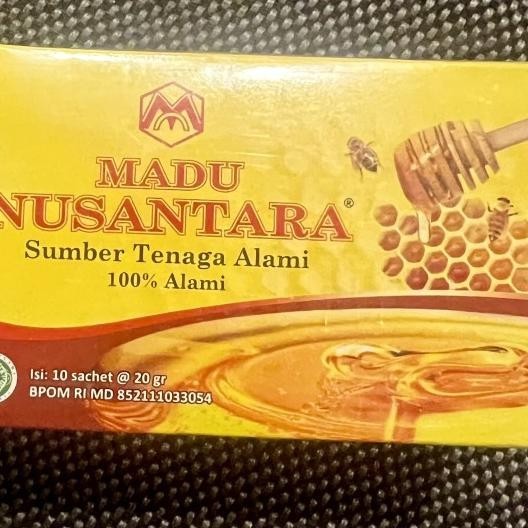 MADU
NUSANTARA®
Sumber Tenaga Alami
100% Alami
Isi: 10 sachet @ 20 gr
BPOM RI MD 852111033054